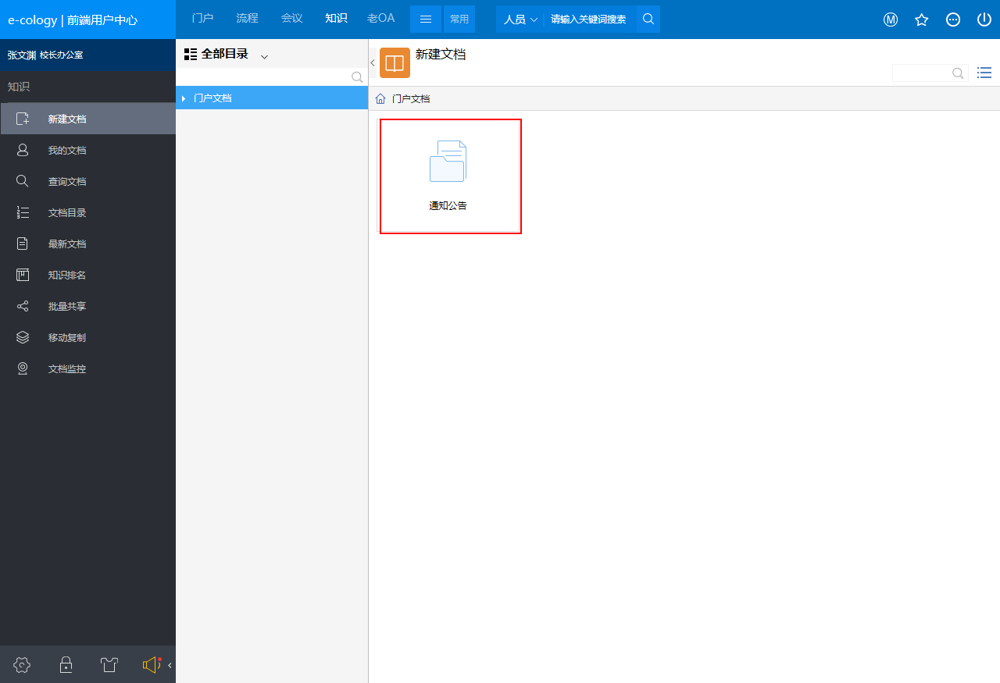 e-cology | 前端用户中心
门户 流程 会议 知识 老OA 常用 人员 请输入关键词搜索 M
张文渊 校长办公室
知识
新建文档
我的文档
查询文档
文档目录
最新文档
知识排名
批量共享
移动复制
文档监控
全部目录
门户文档
新建文档
门户文档
通知公告